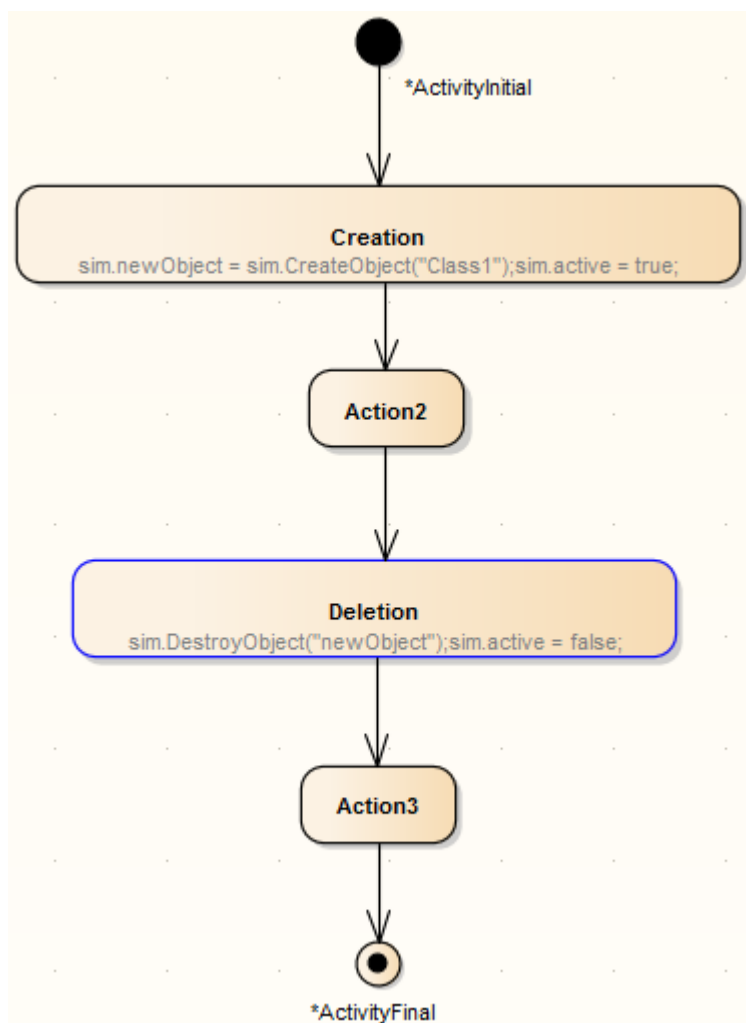 *ActivityInitial
Creation
sim.newObject = sim.CreateObject("Class1");sim.active = true;
Action2
Deletion
sim.DestroyObject("newObject");sim.active = false;
Action3
*ActivityFinal